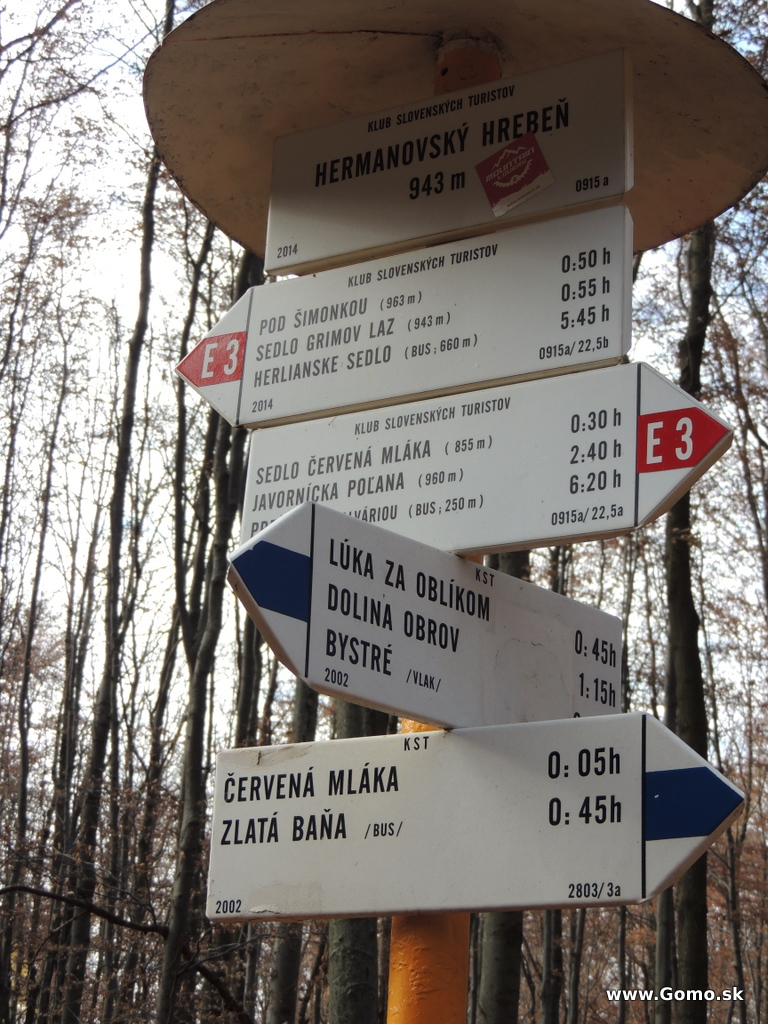 KLUB SLOVENSKÝCH TURISTOV
HERMANOVSKÝ HREBEŇ
943 m
2014 0915 a
KLUB SLOVENSKÝCH TURISTOV
E 3
POD ŠIMONKOU (963 m) 0:50 h
SEDLO GRIMOV LAZ (943 m) 0:55 h
HERLIANSKE SEDLO (BUS; 660 m) 5:45 h
2014 0915a/ 22,5b
KLUB SLOVENSKÝCH TURISTOV
SEDLO ČERVENÁ MLÁKA ( 855 m) 0:30 h
JAVORNÍCKA POĽANA (960 m) 2:40 h
(BUS; 250 m) 6:20 h
E 3
0915a/ 22,5a
KST
LÚKA ZA OBLÍKOM 0:45h
DOLINA OBROV 1:15h
BYSTRÉ /VLAK/
2002
KST
ČERVENÁ MLÁKA 0:05h
ZLATÁ BAŇA /BUS/ 0:45h
2002 2803/3a
www.Gomo.sk